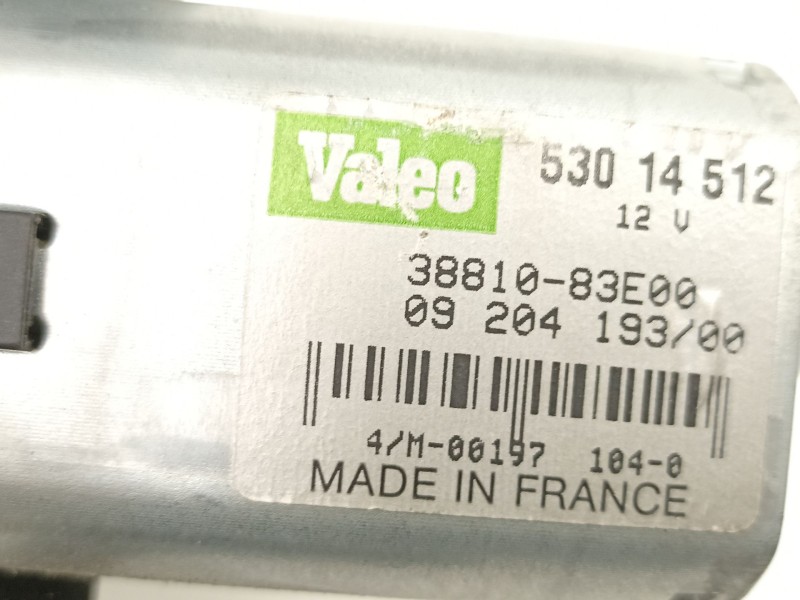 Valeo
530 14 512
12 V
38810-83E00
09 204 193/00
4/M-00197 104-0
MADE IN FRANCE